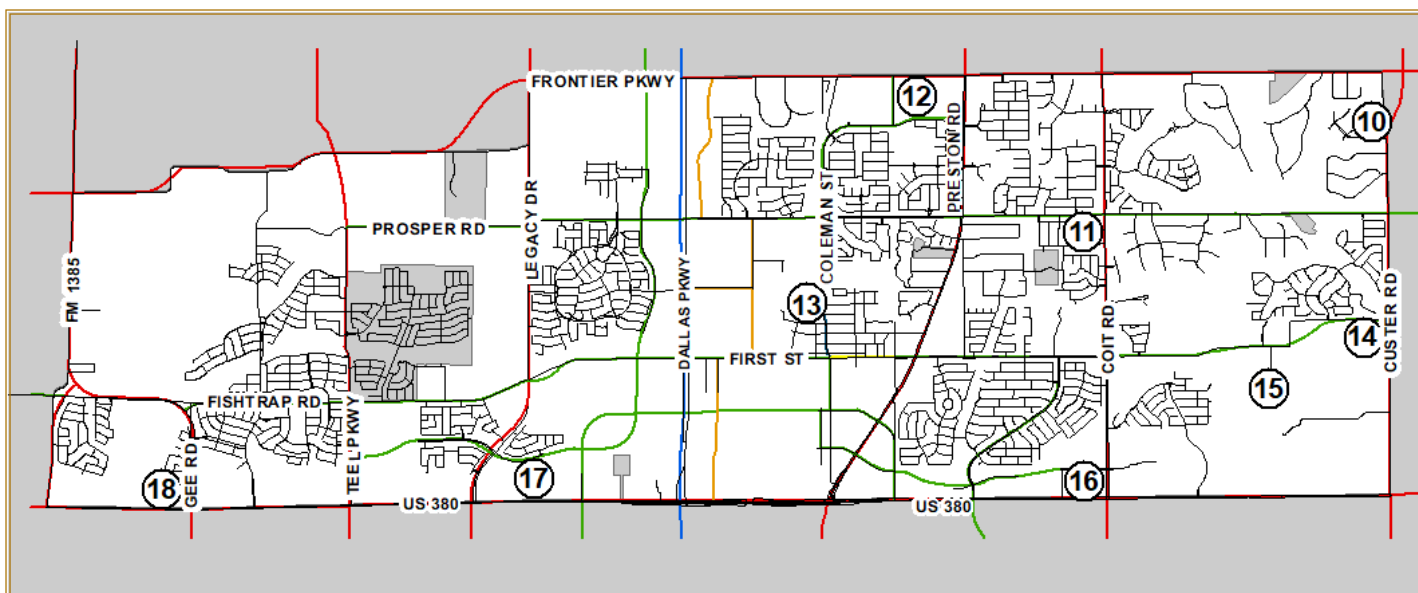 FRONTIER PKWY
12
10
PRESTON RD
COLEMAN ST
LEGACY DR
PROSPER RD
11
FM 1385
DALLAS PKWY
13
COIT RD
CUSTER RD
14
FIRST ST
15
FISHTRAP RD
TEEL PKWY
GEE RD
18
17
16
US 380
US 380